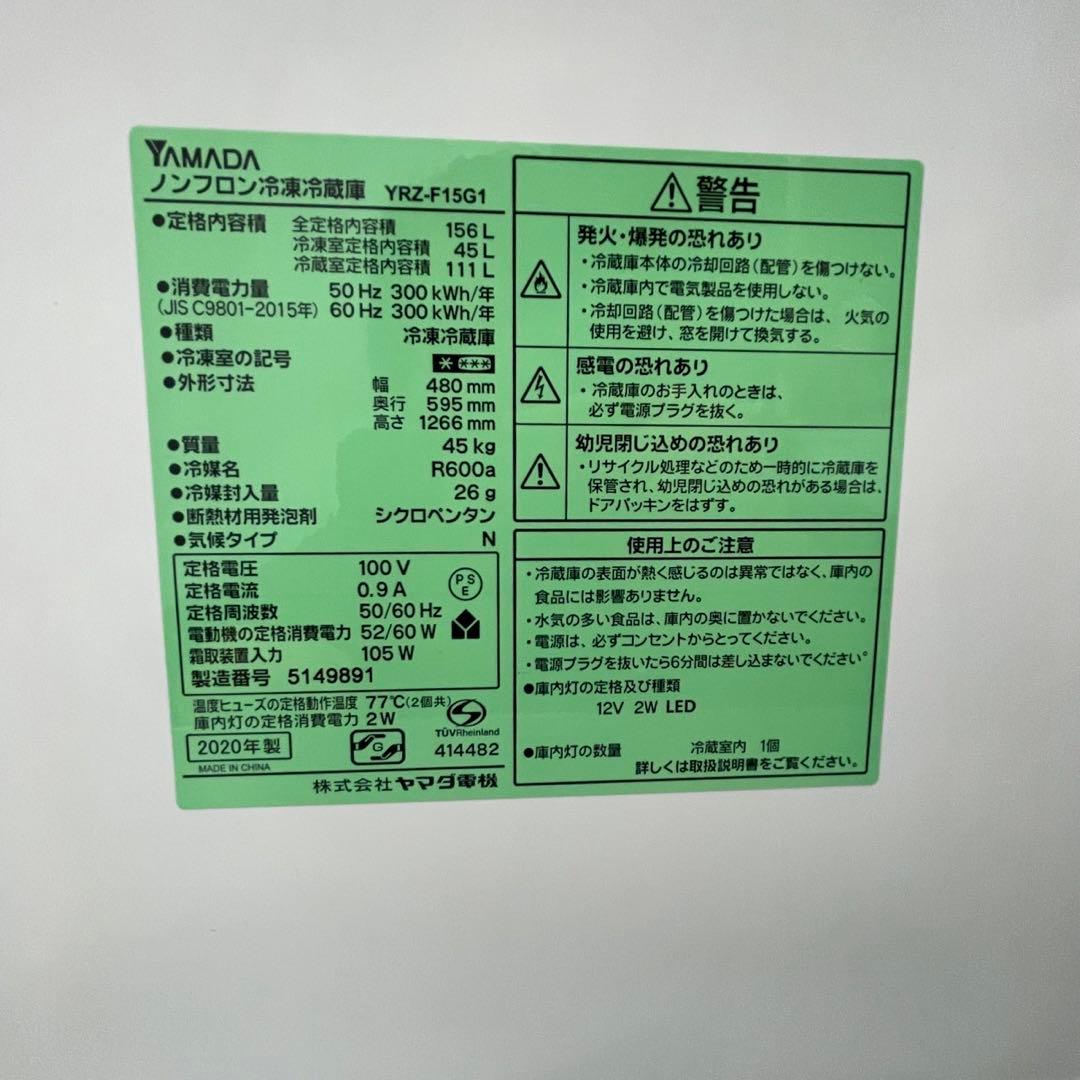 YAMADA
ノンフロン冷凍冷蔵庫 YRZ-F15G1
●定格内容積 全定格内容積 156 L
冷凍室定格内容積 45 L
冷蔵室定格内容積 111 L
●消費電力量 50 Hz 300 kWh/年
(JIS C9801-2015年) 60 Hz 300 kWh/年
●種類 冷凍冷蔵庫
●冷凍室の記号 * ***
●外形寸法 幅 480 mm
奥行 595 mm
高さ 1266 mm
●質量 45 kg
●冷媒名 R600a
●冷媒封入量 26 g
●断熱材用発泡剤 シクロペンタン
●気候タイプ N
定格電圧 100 V
定格電流 0.9 A
定格周波数 50/60 Hz
電動機の定格消費電力 52/60 W
霜取装置入力 105 W
製造番号 5149891
PS
E
温度ヒューズの定格動作温度 77℃(2個共)
庫内灯の定格消費電力 2 W
TÜVRheinland
2020年製
G
414482
MADE IN CHINA
株式会社 ヤマダ電機
警告
発火・爆発の恐れあり
・冷蔵庫本体の冷却回路(配管)を傷つけない。
・冷蔵庫内で電気製品を使用しない。
・冷却回路(配管)を傷つけた場合は、火気の
使用を避け、窓を開けて換気する。
感電の恐れあり
・冷蔵庫のお手入れのときは、
必ず電源プラグを抜く。
幼児閉じ込めの恐れあり
・リサイクル処理などのため一時的に冷蔵庫を
保管され、幼児閉じ込めの恐れがある場合は、
ドアパッキンをはずす。
使用上のご注意
・冷蔵庫の表面が熱く感じるのは異常ではなく、庫内の
食品には影響ありません。
・水気の多い食品は、庫内の奥に置かないでください。
・電源は、必ずコンセントからとってください。
・電源プラグを抜いたら6分間は差し込まないでください。
●庫内灯の定格及び種類
12V 2W LED
●庫内灯の数量 冷蔵室内 1個
詳しくは取扱説明書をご覧ください。